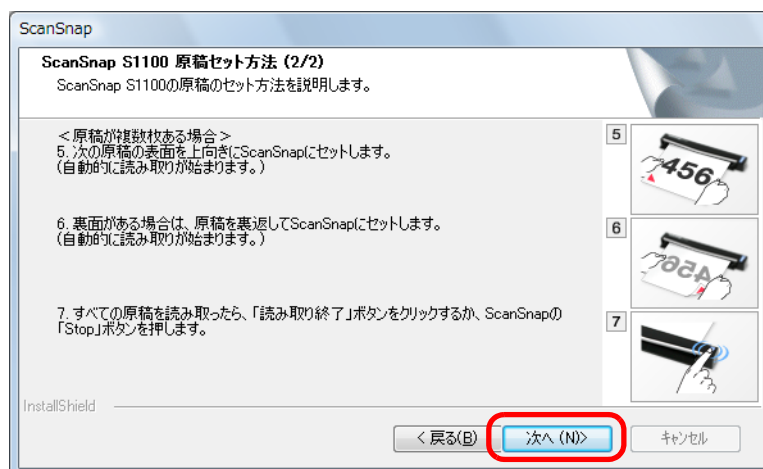 ScanSnap
ScanSnap S1100 原稿セット方法 (2/2)
ScanSnap S1100の原稿のセット方法を説明します。
＜原稿が複数枚ある場合＞
5. 次の原稿の表面を上向きにScanSnapにセットします。
(自動的に読み取りが始まります。)
5
456
6. 裏面がある場合は、原稿を裏返してScanSnapにセットします。
(自動的に読み取りが始まります。)
6
456
7. すべての原稿を読み取ったら、「読み取り終了」ボタンをクリックするか、ScanSnapの
「Stop」ボタンを押します。
7
InstallShield
< 戻る(B)
次へ (N)>
キャンセル